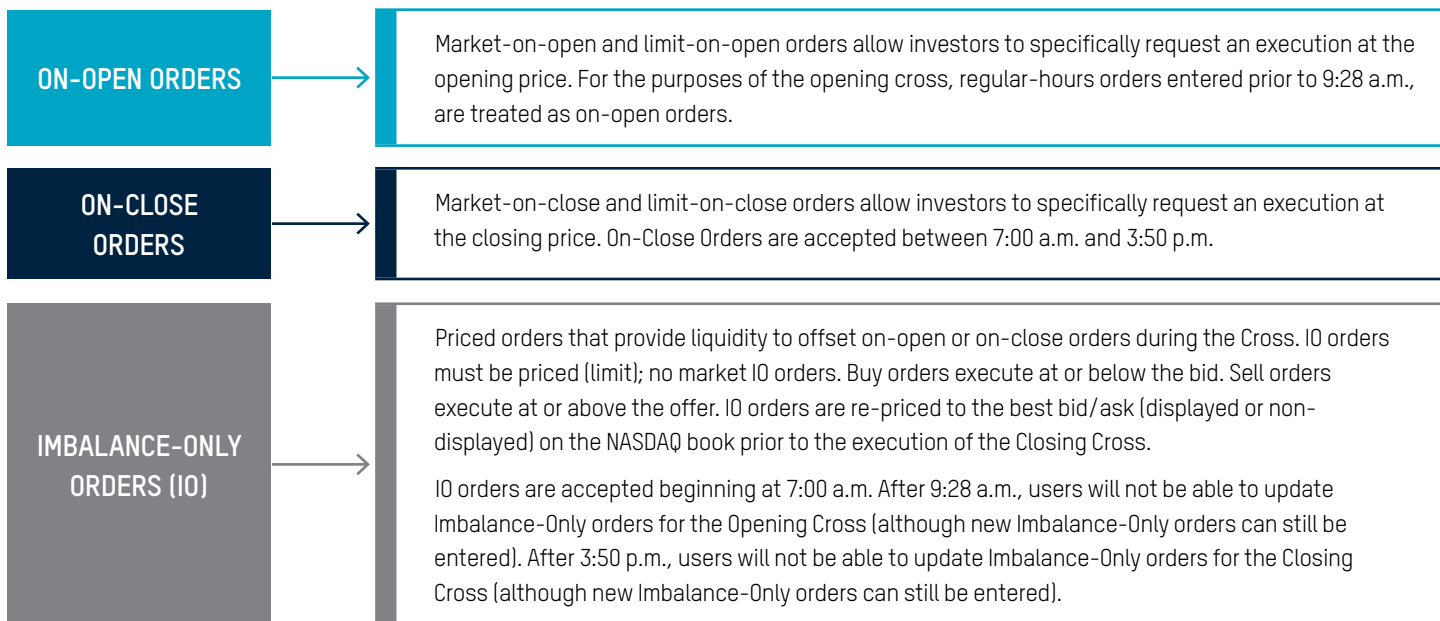 ON-OPEN ORDERS
Market-on-open and limit-on-open orders allow investors to specifically request an execution at the
opening price. For the purposes of the opening cross, regular-hours orders entered prior to 9:28 a.m.,
are treated as on-open orders.
ON-CLOSE
ORDERS
Market-on-close and limit-on-close orders allow investors to specifically request an execution at
the closing price. On-Close Orders are accepted between 7:00 a.m. and 3:50 p.m.
IMBALANCE-ONLY
ORDERS (IO)
Priced orders that provide liquidity to offset on-open or on-close orders during the Cross. IO orders
must be priced (limit); no market IO orders. Buy orders execute at or below the bid. Sell orders
execute at or above the offer. IO orders are re-priced to the best bid/ask (displayed or non-
displayed) on the NASDAQ book prior to the execution of the Closing Cross.
IO orders are accepted beginning at 7:00 a.m. After 9:28 a.m., users will not be able to update
Imbalance-Only orders for the Opening Cross (although new Imbalance-Only orders can still be
entered). After 3:50 p.m., users will not be able to update Imbalance-Only orders for the Closing
Cross (although new Imbalance-Only orders can still be entered).